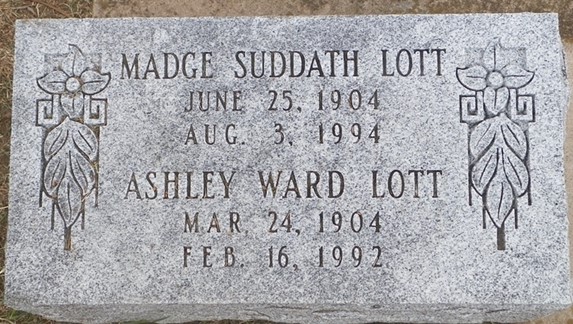 MADGE SUDDATH LOTT
JUNE 25, 1904
AUG. 3, 1994
ASHLEY WARD LOTT
MAR. 24, 1904
FEB. 16, 1992